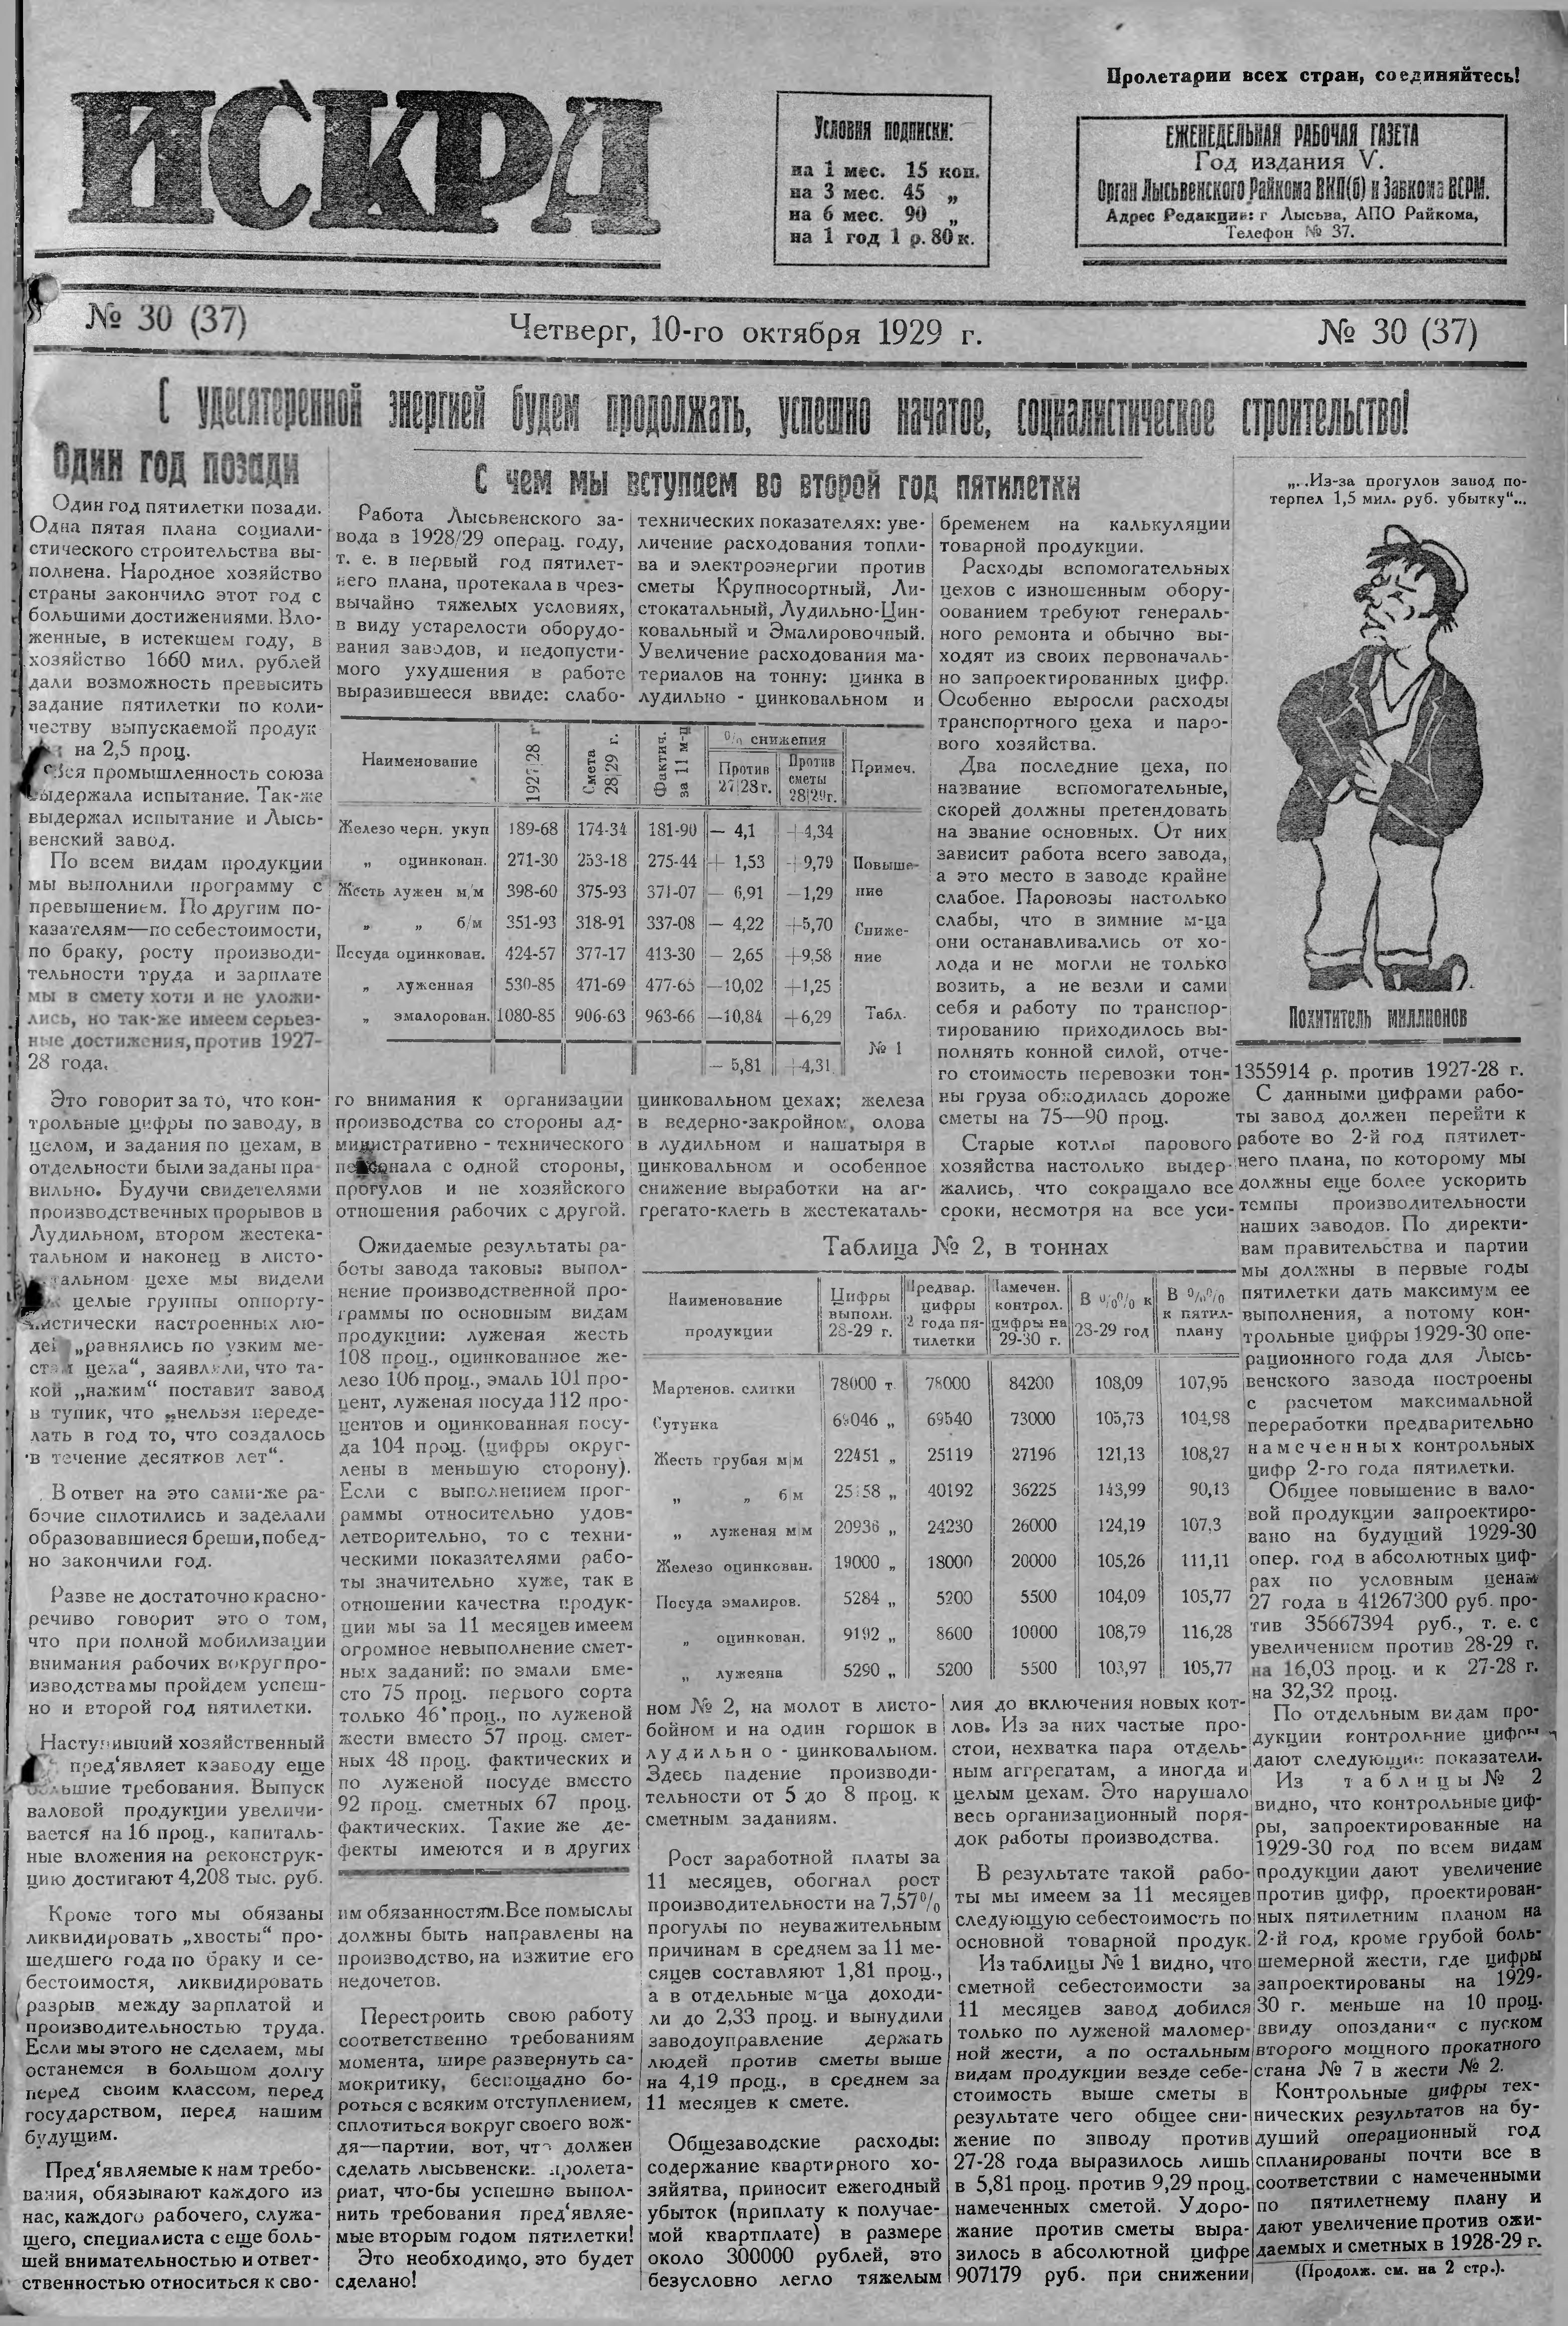 Пролетарии всех стран, соединяйтесь!
ИСКРА
Условия подписки:
на 1 мес. 15 коп.
на 3 мес. 45 „
на 6 мес. 90 „
на 1 год 1 р. 80 к.
ЕЖЕНЕДЕЛЬНАЯ РАБОЧАЯ ГАЗЕТА
Год издания V.
Орган Лысьвенского Райкома ВКП(б) и Завкома ВСРМ.
Адрес Редакции: г Лысьва, АПО Райкома,
Телефон № 37.
№ 30 (37)
Четверг, 10-го октября 1929 г.
№ 30 (37)
С удесятеренной энергией будем продолжать, успешно начатое, социалистическое строительство!
Один год позади
Один год пятилетки позади.
Одна пятая плана социали-
стического строительства вы-
полнена. Народное хозяйство
страны закончило этот год с
большими достижениями. Вло-
женные, в истекшем году, в
хозяйство 1660 мил. рублей
дали возможность превысить
задание пятилетки по коли-
честву выпускаемой продук
на 2,5 проц.
Вся промышленность союза
выдержала испытание. Так-же
выдержал испытание и Лысь-
венский завод.
По всем видам продукции
мы выполнили программу с
превышением. По другим по-
казателям—по себестоимости,
по браку, росту производи-
тельности труда и зарплате
мы в смету хотя и не уложи-
лись, но так-же имеем серьез-
ные достижения, против 1927-
28 года.
Это говорит за то, что кон-
трольные цифры по заводу, в
целом, и задания по цехам, в
отдельности были заданы пра-
вильно. Будучи свидетелями
производственных прорывов в
Лудильном, втором жестека-
тальном и наконец в листо-
тальном цехе мы видели
целые группы оппорту-
нистически настроенных лю-
дей „равнялись по узким ме-
стам цеха“, заявляли, что та-
кой „нажим“ поставит завод
в тупик, что „нельзя переде-
лать в год то, что создалось
в течение десятков лет“.
В ответ на это сами-же ра-
бочие сплотились и заделали
образовавшиеся бреши, побед-
но закончили год.
Разве не достаточно красно-
речиво говорит это о том,
что при полной мобилизации
внимания рабочих вокруг про-
изводства мы пройдем успеш-
но и второй год пятилетки.
Наступивший хозяйственный
пред‘являет к заводу еще
большие требования. Выпуск
валовой продукции увеличи-
вается на 16 проц., капиталь-
ные вложения на реконструк-
цию достигают 4,208 тыс. руб.
Кроме того мы обязаны
ликвидировать „хвосты“ про-
шедшего года по браку и се-
бестоимостя, ликвидировать
разрыв между зарплатой и
производительностью труда.
Если мы этого не сделаем, мы
останемся в большом долгу
перед своим классом, перед
государством, перед нашим
будущим.
Пред‘являемые к нам требо-
вания, обязывают каждого из
нас, каждого рабочего, служа-
щего, специалиста с еще боль-
шей внимательностью и ответ-
ственностью относиться к сво-
им обязанностям. Все помыслы
должны быть направлены на
производство, на изжитие его
недочетов.
Перестроить свою работу
соответственно требованиям
момента, шире развернуть са-
мокритику, беспощадно бо-
роться с всяким отступлением,
сплотиться вокруг своего вож-
дя—партии, вот, что должен
сделать лысьвенский пролета-
риат, что-бы успешно выпол-
нить требования пред‘являе-
мые вторым годом пятилетки!
Это необходимо, это будет
сделано!
С чем мы вступаем во второй год пятилетки
Работа Лысьвенского за-
вода в 1928/29 операц. году,
т. е. в первый год пятилет-
него плана, протекала в чрез-
вычайно тяжелых условиях,
в виду устарелости оборудо-
вания заводов, и недопусти-
мого ухудшения в работе
выразившееся ввиде: слабо-
го внимания к организации
производства со стороны ад-
министративно - технического
персонала с одной стороны,
прогулов и не хозяйского
отношения рабочих с другой.
Ожидаемые результаты ра-
боты завода таковы: выпол-
нение производственной про-
граммы по основным видам
продукции: луженая жесть
108 проц., оцинкованное же-
лезо 106 проц., эмаль 101 про-
цент, луженая посуда 112 про-
центов и оцинкованная посу-
да 104 проц. (цифры округ-
лены в меньшую сторону).
Если с выполнением прог-
раммы относительно удов-
летворительно, то с техни-
ческими показателями рабо-
ты значительно хуже, так в
отношении качества продук-
ции мы за 11 месяцев имеем
огромное невыполнение смет-
ных заданий: по эмали вме-
сто 75 проц. первого сорта
только 46 проц., по луженой
жести вместо 57 проц. смет-
ных 48 проц. фактических и
по луженой посуде вместо
92 проц. сметных 67 проц.
фактических. Такие же де-
фекты имеются и в других
технических показателях: уве-
личение расходования топли-
ва и электроэнергии против
сметы Крупносортный, Ли-
стокатальный, Лудильно-Цин-
ковальный и Эмалировочный.
Увеличение расходования ма-
териалов на тонну: цинка в
лудильно - цинковальном и
цинковальном цехах; железа
в ведерно-закройном, олова
в лудильном и нашатыря в
цинковальном и особенное
снижение выработки на аг-
грегато-клеть в жестекаталь-
ном № 2, на молот в листо-
бойном и на один горшок в
лудильно - цинковальном.
Здесь падение производи-
тельности от 5 до 8 проц. к
сметным заданиям.
Рост заработной платы за
11 месяцев, обогнал рост
производительности на 7,57%
прогулы по неуважительным
причинам в среднем за 11 ме-
сяцев составляют 1,81 проц.,
а в отдельные м-ца доходи-
ли до 2,33 проц. и вынудили
заводоуправление держать
людей против сметы выше
на 4,19 проц., в среднем за
11 месяцев к смете.
Общезаводские расходы:
содержание квартирного хо-
зяйятва, приносит ежегодный
убыток (приплату к получае-
мой квартплате) в размере
около 300000 рублей, это
безусловно легло тяжелым
бременем на калькуляции
товарной продукции.
Расходы вспомогательных
цехов с изношенным обору-
оованием требуют генераль-
ного ремонта и обычно вы-
ходят из своих первоначаль-
но запроектированных цифр.
Особенно выросли расходы
транспортного цеха и паро-
вого хозяйства.
Два последние цеха, по
название вспомогательные,
скорей должны претендовать
на звание основных. От них
зависит работа всего завода,
а это место в заводе крайне
слабое. Паровозы настолько
слабы, что в зимние м-ца
они останавливались от хо-
лода и не могли не только
возить, а не везли и сами
себя и работу по транспор-
тированию приходилось вы-
полнять конной силой, отче-
го стоимость перевозки тон-
ны груза обходилась дороже
сметы на 75—90 проц.
Старые котлы парового
хозяйства настолько выдер-
жались, что сокращало все
сроки, несмотря на все уси-
лия до включения новых кот-
лов. Из за них частые про-
стои, нехватка пара отдель-
ным аггрегатам, а иногда и
целым цехам. Это нарушало
весь организационный поря-
док работы производства.
В результате такой рабо-
ты мы имеем за 11 месяцев
следующую себестоимость по
основной товарной продук.
Из таблицы № 1 видно, что
сметной себестоимости за
11 месяцев завод добился
только по луженой маломер-
ной жести, а по остальным
видам продукции везде себе-
стоимость выше сметы в
результате чего общее сни-
жение по заводу против
27-28 года выразилось лишь
в 5,81 проц. против 9,29 проц.
намеченных сметой. Удоро-
жание против сметы выра-
зилось в абсолютной цифре
907179 руб. при снижении
1355914 р. против 1927-28 г.
С данными цифрами рабо-
ты завод должен перейти к
работе во 2-й год пятилет-
него плана, по которому мы
должны еще более ускорить
темпы производительности
наших заводов. По директи-
вам правительства и партии
мы должны в первые годы
пятилетки дать максимум ее
выполнения, а потому кон-
трольные цифры 1929-30 опе-
рационного года для Лысь-
венского завода построены
с расчетом максимальной
переработки предварительно
намеченных контрольных
цифр 2-го года пятилетки.
Общее повышение в вало-
вой продукции запроектиро-
вано на будущий 1929-30
опер. год в абсолютных циф-
рах по условным ценам
27 года в 41267300 руб. про-
тив 35667394 руб., т. е. с
увеличением против 28-29 г.
на 16,03 проц. и к 27-28 г.
на 32,32 проц.
По отдельным видам про-
дукции контрольные цифры
дают следующие показатели.
Из таблицы № 2
видно, что контрольные циф-
ры, запроектированные на
1929-30 год по всем видам
продукции дают увеличение
против цифр, проектирован-
ных пятилетним планом на
2-й год, кроме грубой боль-
шемерной жести, где цифры
запроектированы на 1929-
30 г. меньше на 10 проц.
ввиду опоздания с пуском
второго мощного прокатного
стана № 7 в жести № 2.
Контрольные цифры тех-
нических результатов на бу-
душий операционный год
спланированы почти все в
соответствии с намеченными
по пятилетнему плану и
дают увеличение против ожи-
даемых и сметных в 1928-29 г.
(Продолж. см. на 2 стр.).
Наименование 1927|28 г. Смета 28|29 г. Фактич. за 11 м-ц % снижения Против 27|28 г. Против сметы 28|29 г. Примеч.
Железо черн. укуп 189-68 174-34 181-90 — 4,1 +4,34
„ оцинкован. 271-30 253-18 275-44 + 1,53 + 9,79 Повыше-
Жесть лужен м/м 398-60 375-93 371-07 — 6,91 —1,29 ние
„ „ б/м 351-93 318-91 337-08 — 4,22 +5,70 Сниже-
Посуда оцинкован. 424-57 377-17 413-30 — 2,65 +9,58 ние
„ луженная 530-85 471-69 477-65 —10,02 +1,25
„ эмалорован. 1080-85 906-63 963-66 —10,84 +6,29 Табл.
— 5,81 +4,31 № 1
Таблица № 2, в тоннах
Наименование продукции Цифры выполн. 28-29 г. Предвар. цифры 2 года пя-тилетки Намечен. контрол. цифры на 29-30 г. В % к 28-29 год В % к пятил-плану
Мартенов. слитки 78000 т 78000 84200 108,09 107,95
Сутунка 69046 „ 69540 73000 105,73 104,98
Жесть грубая м|м 22451 „ 25119 27196 121,13 108,27
„ „ б|м 25158 „ 40192 36225 143,99 90,13
„ луженая м|м 20936 „ 24230 26000 124,19 107,3
Железо оцинкован. 19000 „ 18000 20000 105,26 111,11
Посуда эмалиров. 5284 „ 5200 5500 104,09 105,77
„ оцинкован. 9192 „ 8600 10000 108,79 116,28
„ лужеяна 5290 „ 5200 5500 103,97 105,77
„..Из-за прогулов завод по-
терпел 1,5 мил. руб. убытку“...
Похититель миллионов